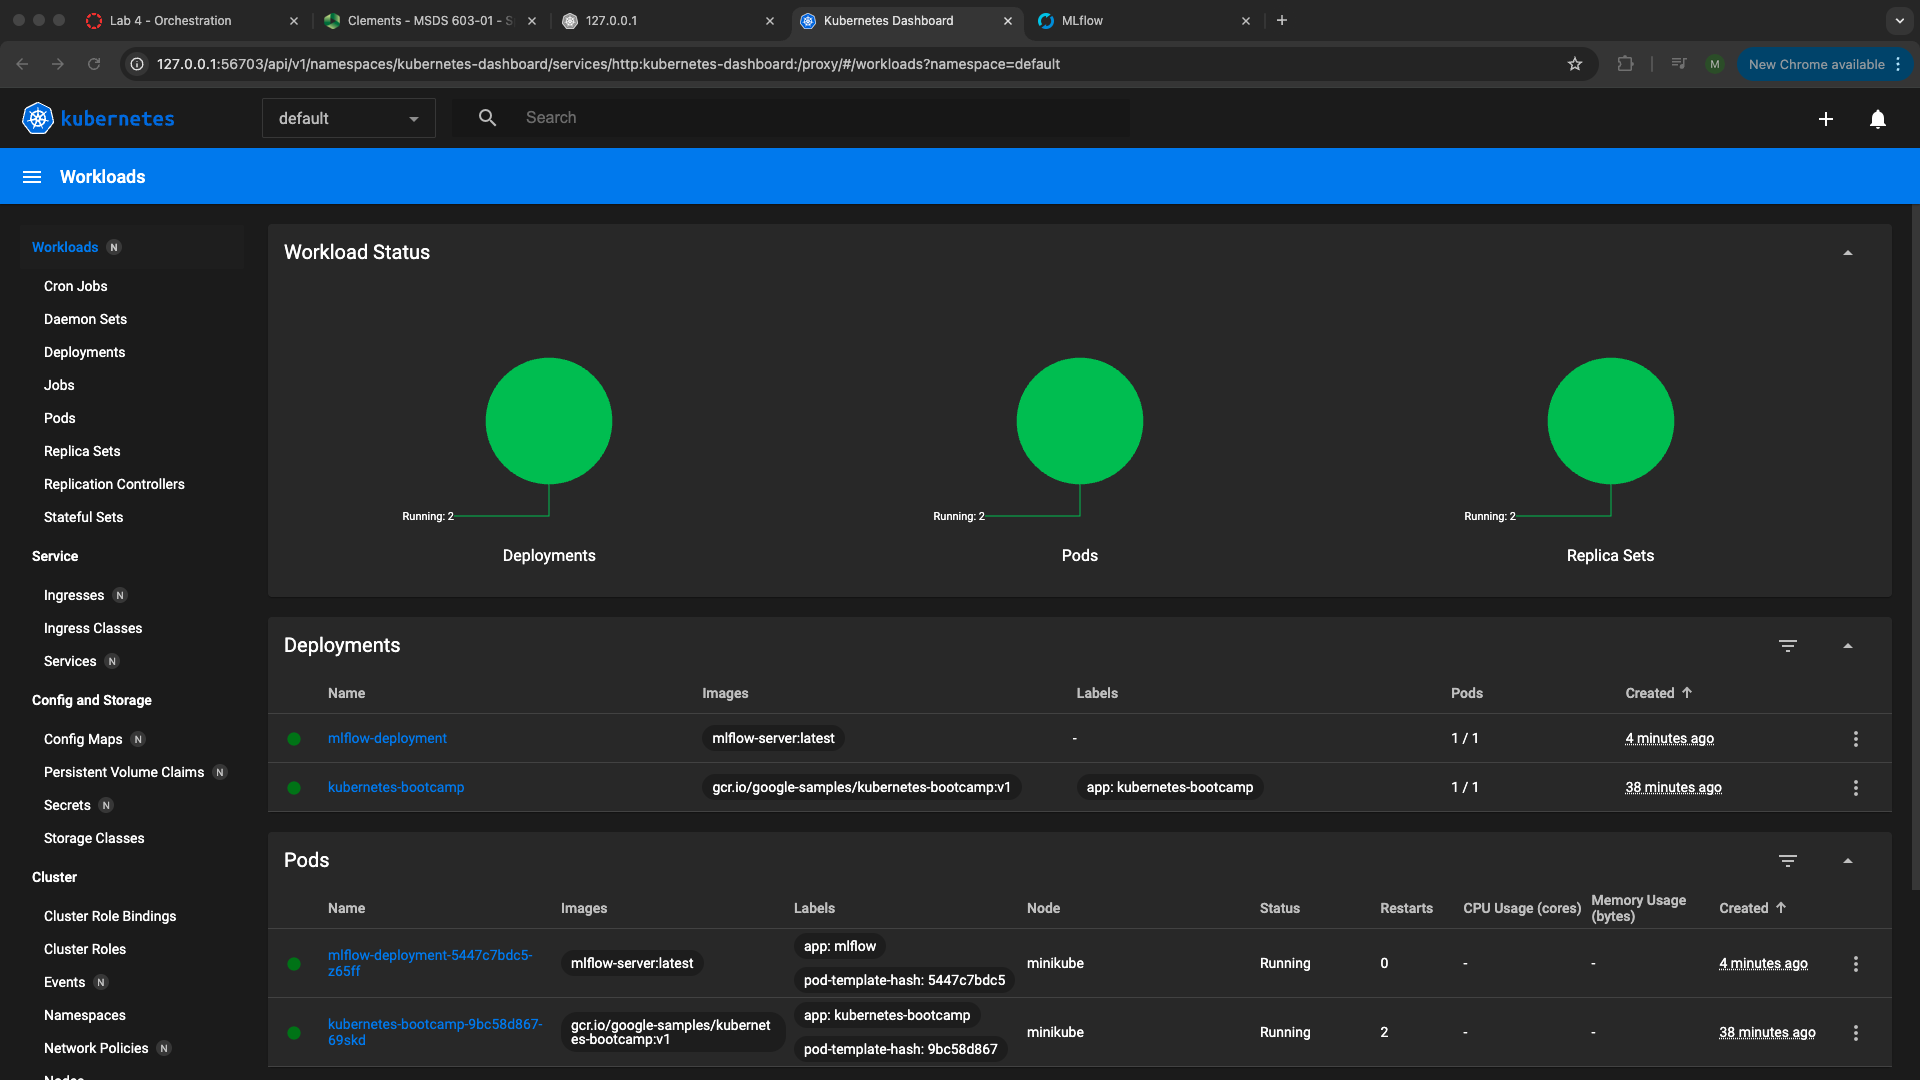 Lab 4 - Orchestration
Clements - MSDS 603-01 - S
127.0.0.1
Kubernetes Dashboard
MLflow
127.0.0.1:56703/api/v1/namespaces/kubernetes-dashboard/services/http:kubernetes-dashboard:/proxy/#/workloads?namespace=default
M
New Chrome available
kubernetes
default
Search
Workloads
Workloads N
Cron Jobs
Daemon Sets
Deployments
Jobs
Pods
Replica Sets
Replication Controllers
Stateful Sets
Service
Ingresses N
Ingress Classes
Services N
Config and Storage
Config Maps N
Persistent Volume Claims N
Secrets N
Storage Classes
Cluster
Cluster Role Bindings
Cluster Roles
Events N
Namespaces
Network Policies N
Nodes
Workload Status
Running: 2
Deployments
Running: 2
Pods
Running: 2
Replica Sets
Deployments
Name Images Labels Pods Created
mlflow-deployment mlflow-server:latest - 1 / 1 4 minutes ago
kubernetes-bootcamp gcr.io/google-samples/kubernetes-bootcamp:v1 app: kubernetes-bootcamp 1 / 1 38 minutes ago
Pods
Name Images Labels Node Status Restarts CPU Usage (cores) Memory Usage (bytes) Created
mlflow-deployment-5447c7bdc5-
z65ff
mlflow-server:latest
app: mlflow
pod-template-hash: 5447c7bdc5
minikube Running 0 - - 4 minutes ago
kubernetes-bootcamp-9bc58d867-
69skd
gcr.io/google-samples/kubernet
es-bootcamp:v1
app: kubernetes-bootcamp
pod-template-hash: 9bc58d867
minikube Running 2 - - 38 minutes ago